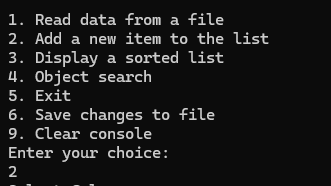 1. Read data from a file
2. Add a new item to the list
3. Display a sorted list
4. Object search
5. Exit
6. Save changes to file
9. Clear console
Enter your choice:
2